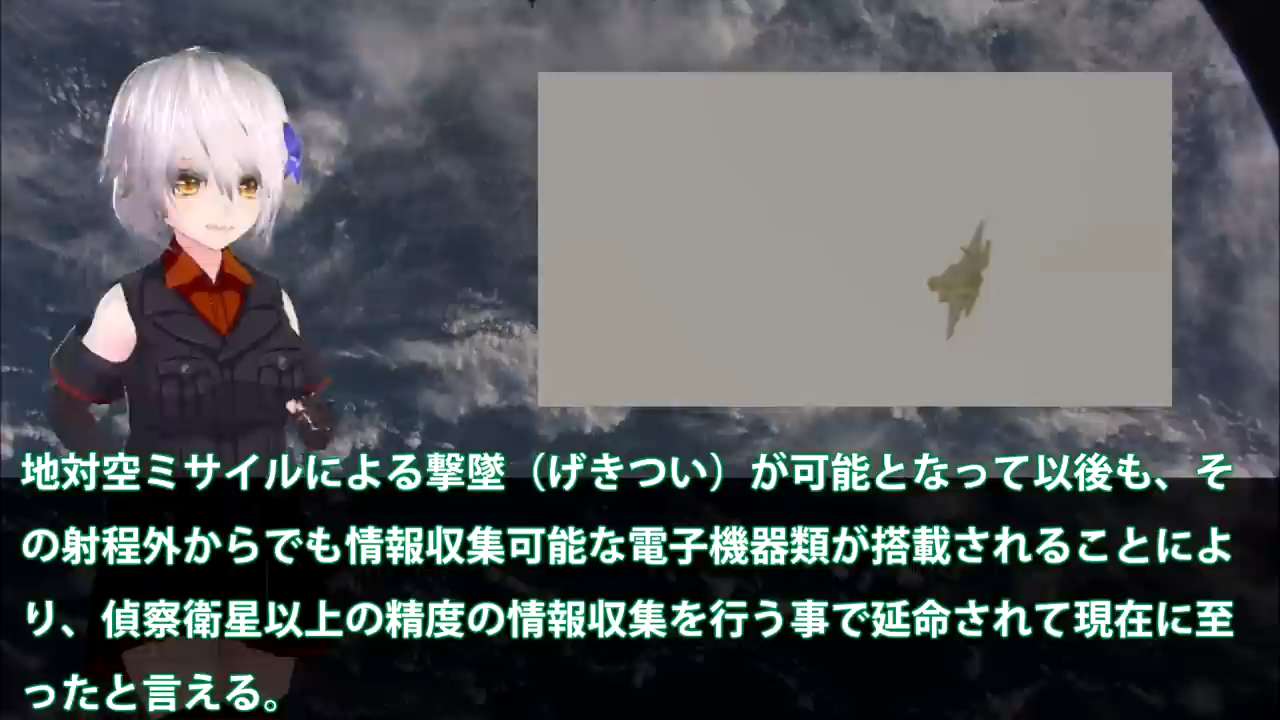 地対空ミサイルによる撃墜（げきつい）が可能となって以後も、そ
の射程外からでも情報収集可能な電子機器類が搭載されることによ
り、偵察衛星以上の精度の情報収集を行う事で延命されて現在に至
ったと言える。